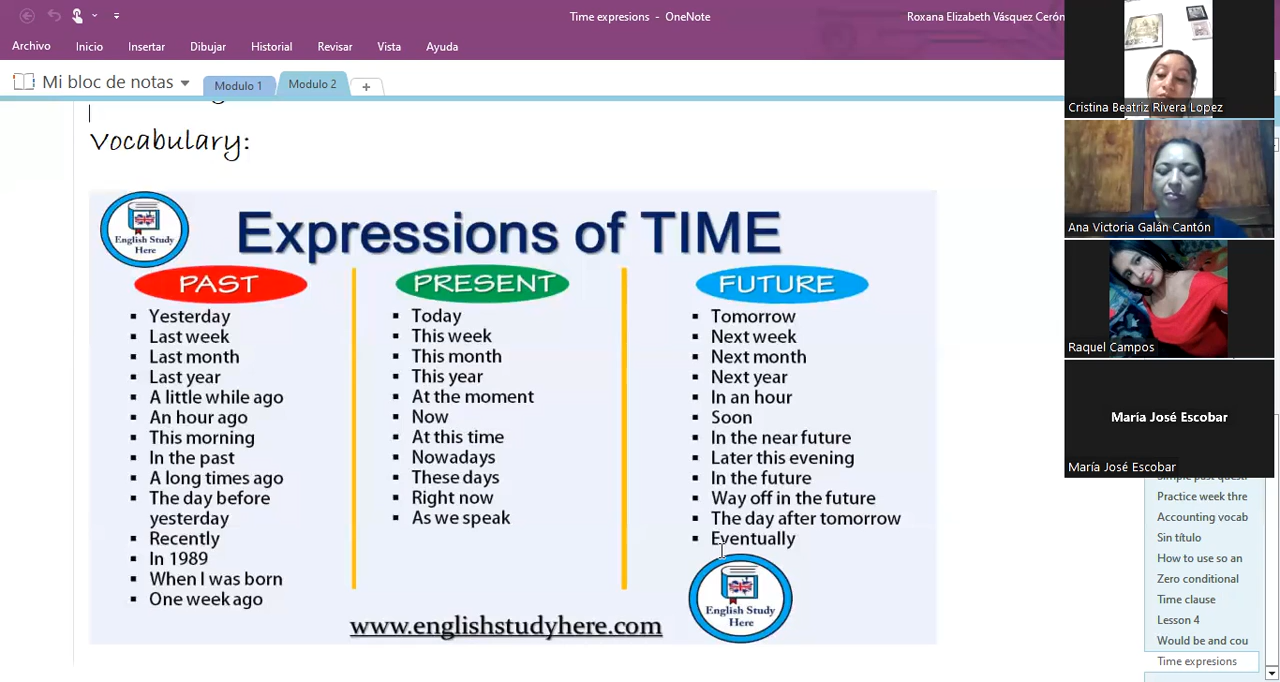 Time expresions - OneNote
Roxana Elizabeth Vásquez Cerón
Archivo
Inicio
Insertar
Dibujar
Historial
Revisar
Vista
Ayuda
Mi bloc de notas
Modulo 1
Modulo 2
Vocabulary:
English Study
Here
Expressions of TIME
PAST
Yesterday
Last week
Last month
Last year
A little while ago
An hour ago
This morning
In the past
A long times ago
The day before
yesterday
Recently
In 1989
When I was born
One week ago
PRESENT
Today
This week
This month
This year
At the moment
Now
At this time
Nowadays
These days
Right now
As we speak
FUTURE
Tomorrow
Next week
Next month
Next year
In an hour
Soon
In the near future
Later this evening
In the future
Way off in the future
The day after tomorrow
Eventually
English Study
Here
www.englishstudyhere.com
Cristina Beatriz Rivera Lopez
Ana Victoria Galán Cantón
Raquel Campos
María José Escobar
María José Escobar
Simple past questi
Practice week thre
Accounting vocab
Sin título
How to use so an
Zero conditional
Time clause
Lesson 4
Would be and cou
Time expresions